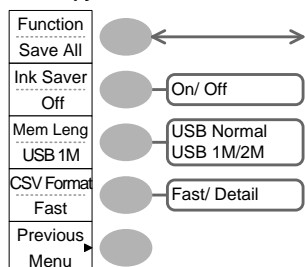 Function
Save All
Ink Saver
Off
On/ Off
Mem Leng
USB 1M
USB Normal
USB 1M/2M
CSV Format
Fast
Fast/ Detail
Previous
Menu